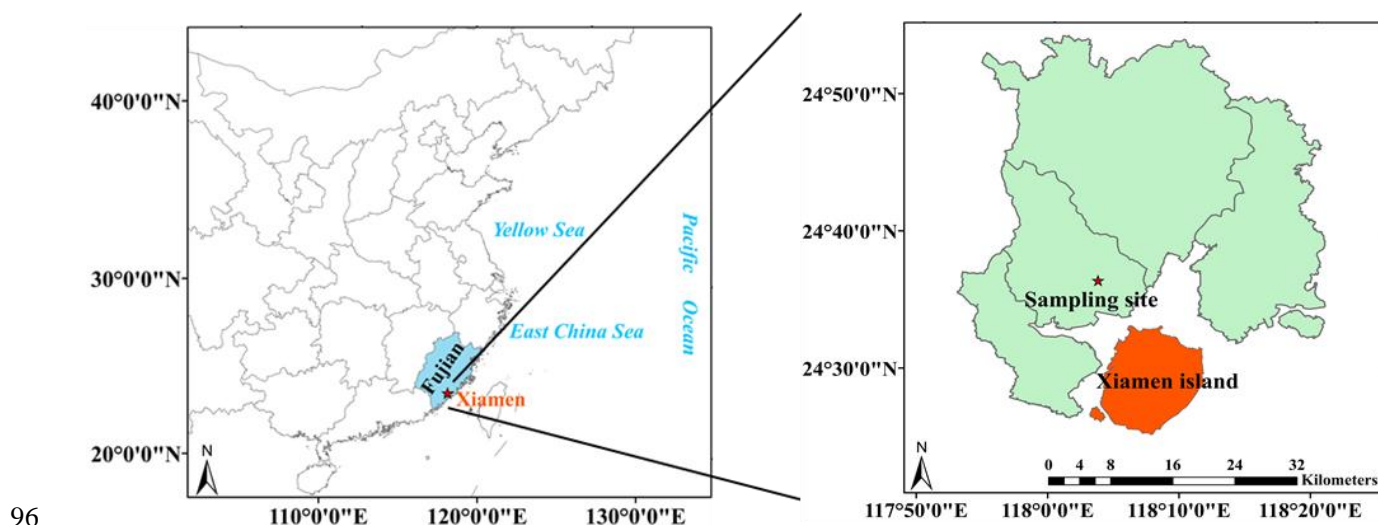 40°0'0"N
30°0'0"N
20°0'0"N
110°0'0"E
120°0'0"E
130°0'0"E
Yellow Sea
East China Sea
Pacific Ocean
Fujian
Xiamen
N
24°50'0"N
24°40'0"N
24°30'0"N
117°50'0"E
118°0'0"E
118°10'0"E
118°20'0"E
Sampling site
Xiamen island
N
0 4 8 16 24 32
Kilometers
96